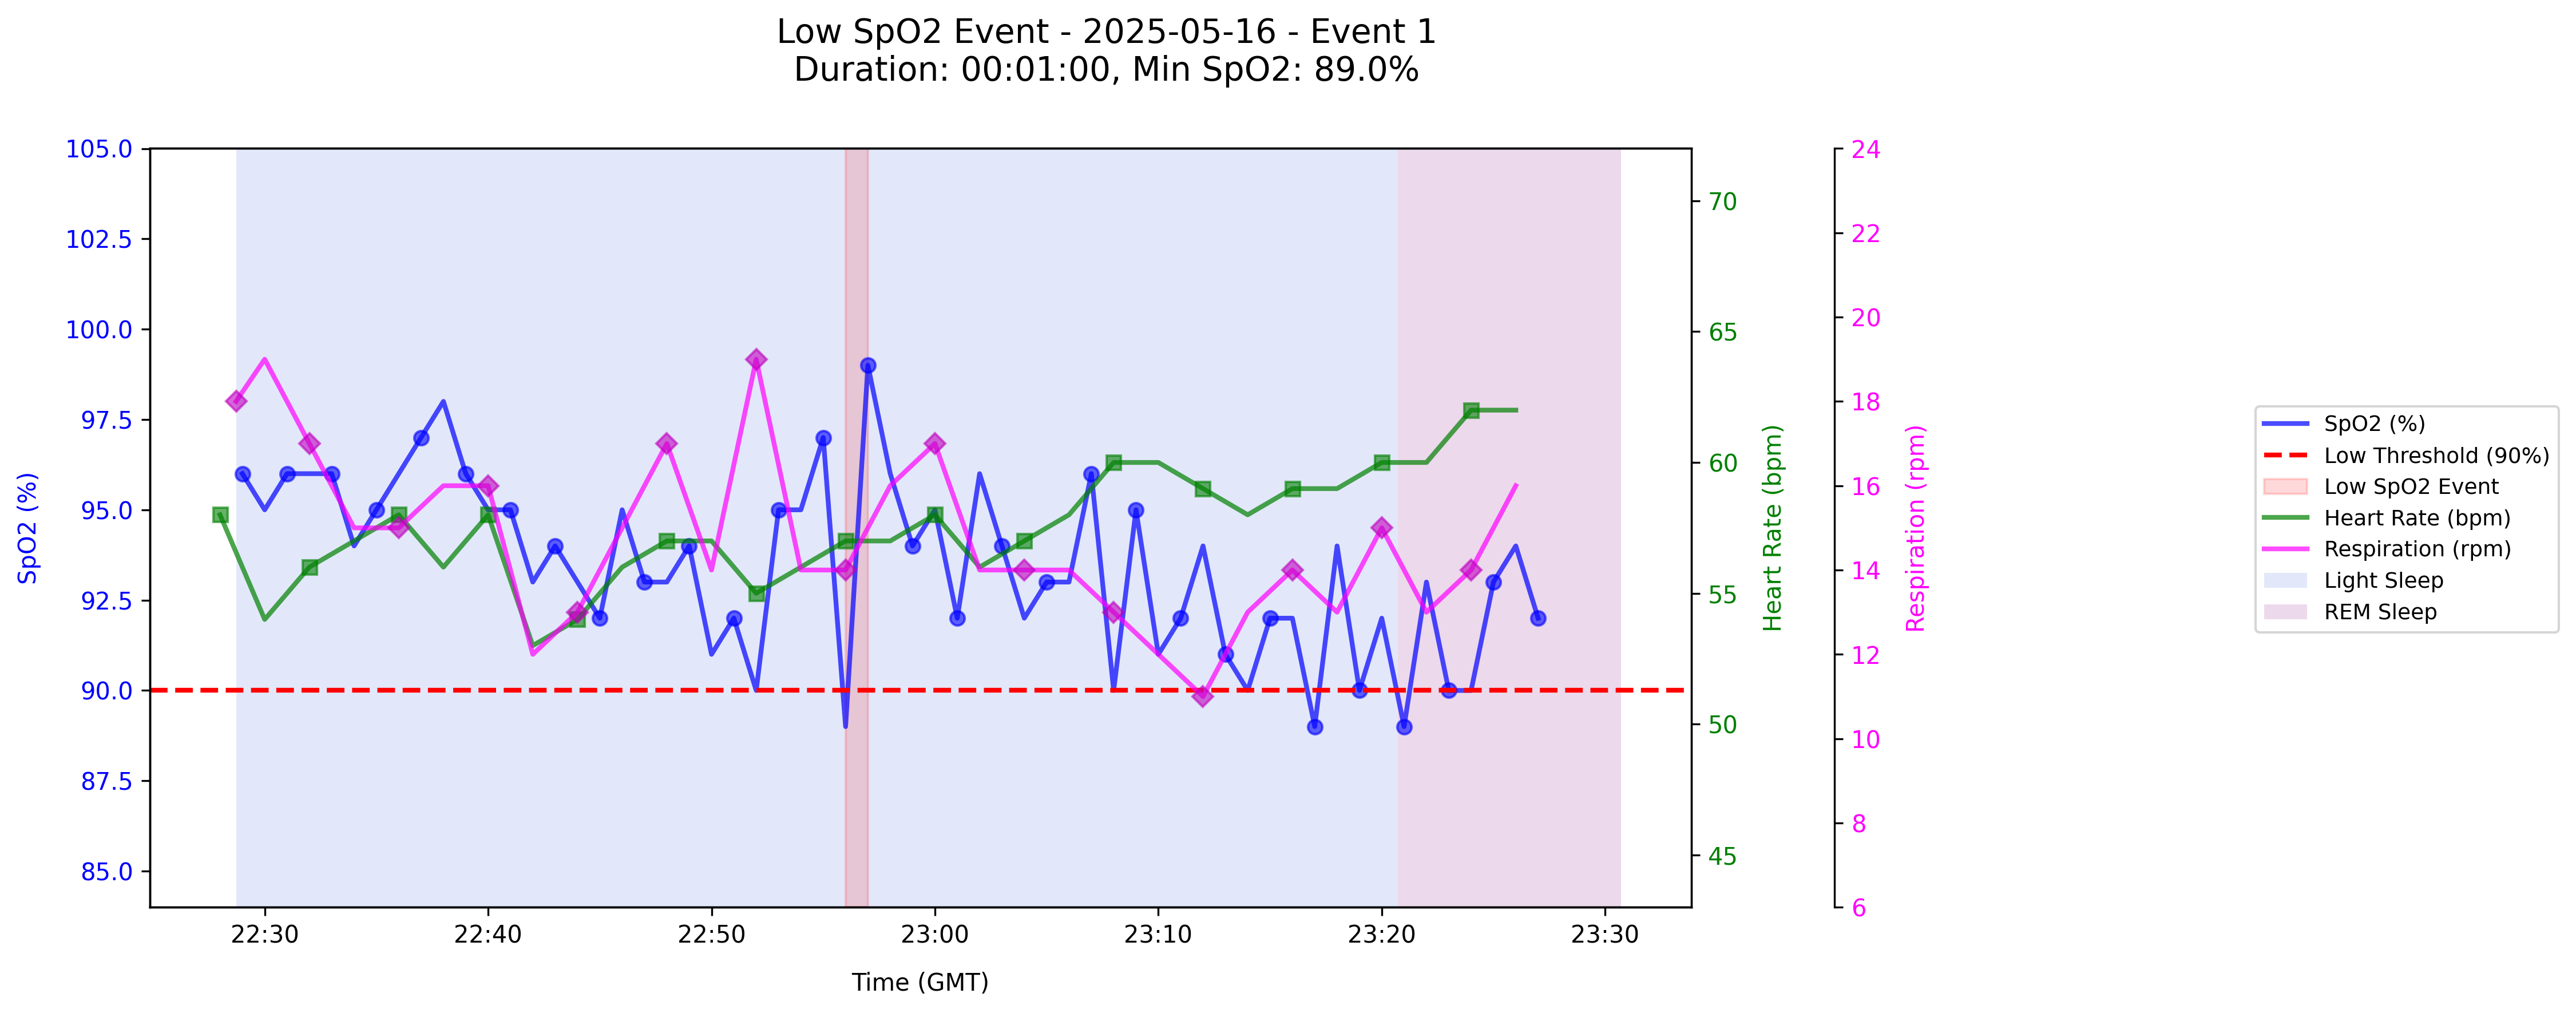 Low SpO2 Event - 2025-05-16 - Event 1
Duration: 00:01:00, Min SpO2: 89.0%
SpO2 (%)
105.0
102.5
100.0
97.5
95.0
92.5
90.0
87.5
85.0
22:30
22:40
22:50
23:00
23:10
23:20
23:30
Time (GMT)
70
65
60
55
50
45
Heart Rate (bpm)
24
22
20
18
16
14
12
10
8
6
Respiration (rpm)
SpO2 (%)
Low Threshold (90%)
Low SpO2 Event
Heart Rate (bpm)
Respiration (rpm)
Light Sleep
REM Sleep